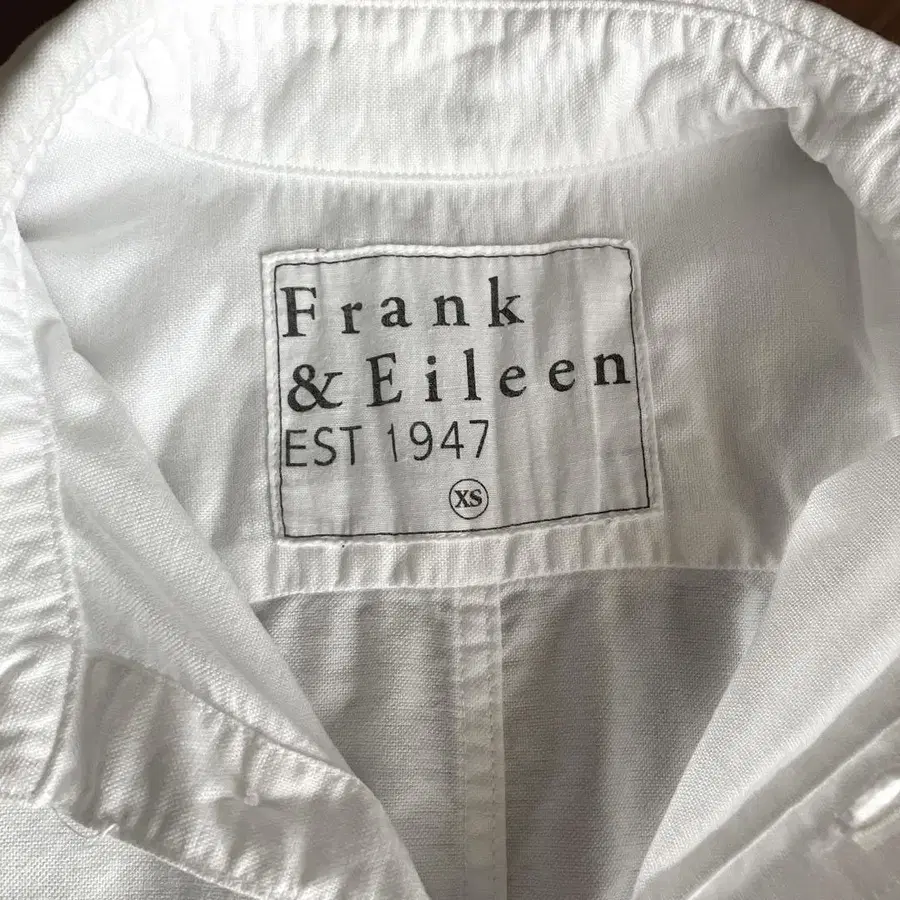 Frank
& Eileen
EST 1947
XS